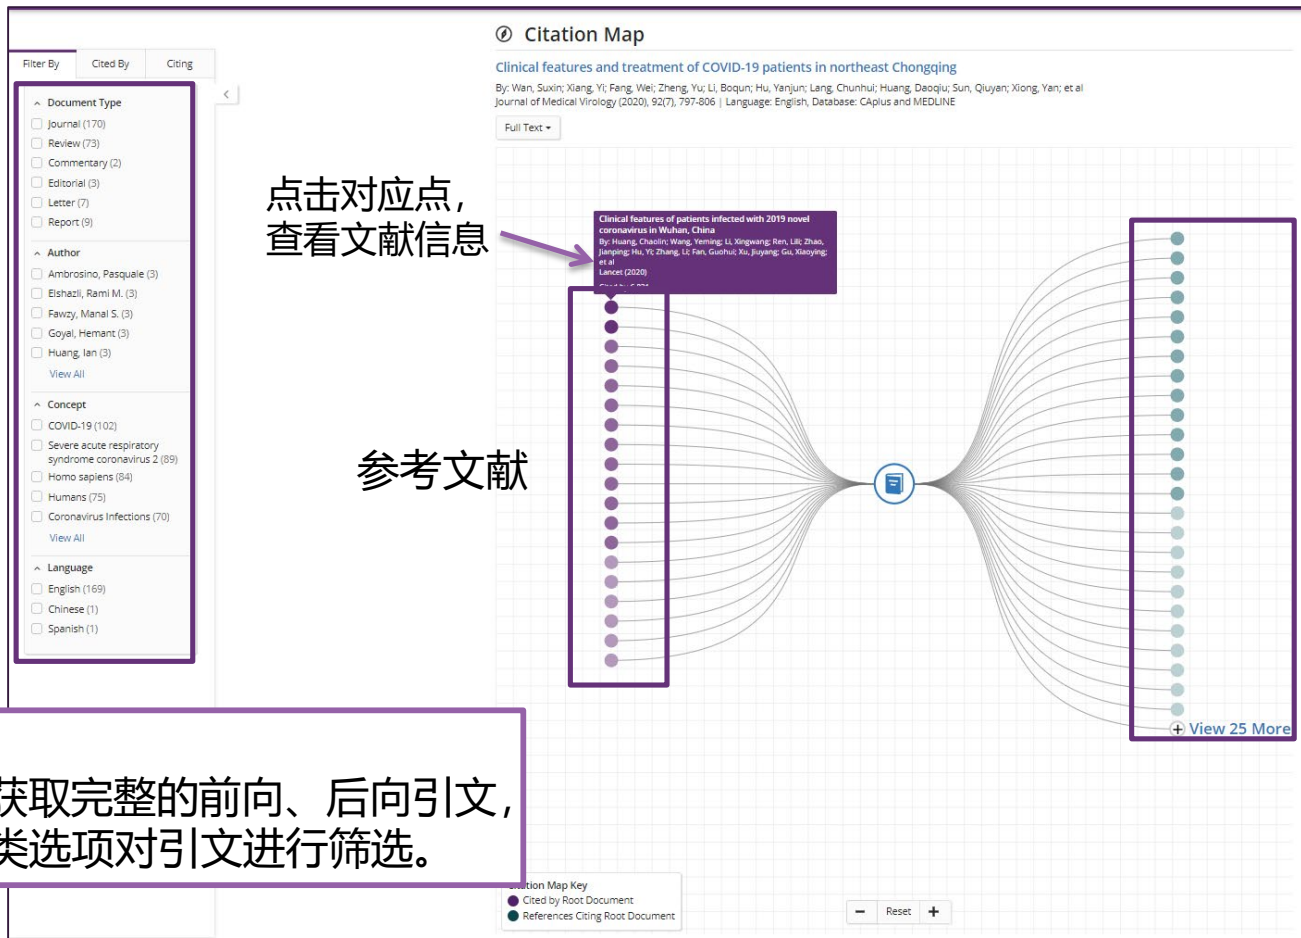 Citation Map
Filter By
Cited By
Citing
Clinical features and treatment of COVID-19 patients in northeast Chongqing
By: Wan, Suxin; Xiang, Yi; Fang, Wei; Zheng, Yu; Li, Boqun; Hu, Yanjun; Lang, Chunhui; Huang, Daoqiu; Sun, Qiuyan; Xiong, Yan; et al
Journal of Medical Virology (2020), 92(7), 797-806 | Language: English, Database: CAplus and MEDLINE
Full Text
Document Type
Journal (170)
Review (73)
Commentary (2)
Editorial (3)
Letter (7)
Report (9)
Author
Ambrosino, Pasquale (3)
Elshazli, Rami M. (3)
Fawzy, Manal S. (3)
Goyal, Hemant (3)
Huang, Ian (3)
View All
Concept
COVID-19 (102)
Severe acute respiratory
syndrome coronavirus 2 (89)
Homo sapiens (84)
Humans (75)
Coronavirus Infections (70)
View All
Language
English (169)
Chinese (1)
Spanish (1)
点击对应点，
查看文献信息
Clinical features of patients infected with 2019 novel
coronavirus in Wuhan, China
By: Huang, Chaolin; Wang, Yeming; Li, Xingwang; Ren, Lili; Zhao,
Jianping; Hu, Yi; Zhang, Li; Fan, Guohui; Xu, Jiuyang; Gu, Xiaoying;
et al
Lancet (2020)
参考文献
+ View 25 More
获取完整的前向、后向引文，
类选项对引文进行筛选。
Citation Map Key
Cited by Root Document
References Citing Root Document
− Reset +